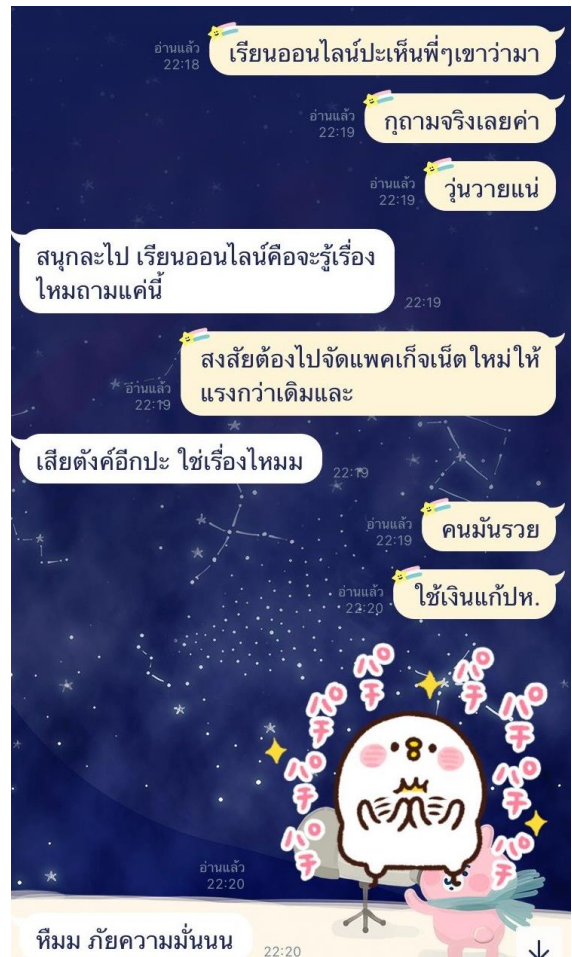 เรียนออนไลน์ปะเห็นพี่ๆเขาว่ามา
อ่านแล้ว
22:18
กุถามจริงเลยค่า
อ่านแล้ว
22:19
วุ่นวายแน่
อ่านแล้ว
22:19
สนุกละไป เรียนออนไลน์คือจะรู้เรื่อง
ไหมถามแค่นี้
22:19
สงสัยต้องไปจัดแพคเก็จเน็ตใหม่ให้
แรงกว่าเดิมและ
อ่านแล้ว
22:19
เสียตังค์อีกปะ ใช่เรื่องไหมม
22:19
คนมันรวย
อ่านแล้ว
22:19
ใช้เงินแก้ปห.
อ่านแล้ว
22:20
パチ
パチ
パチ
パチ
パチ
パチ
パチ
パチ
อ่านแล้ว
22:20
หืมม ภัยความมั่นนน
22:20